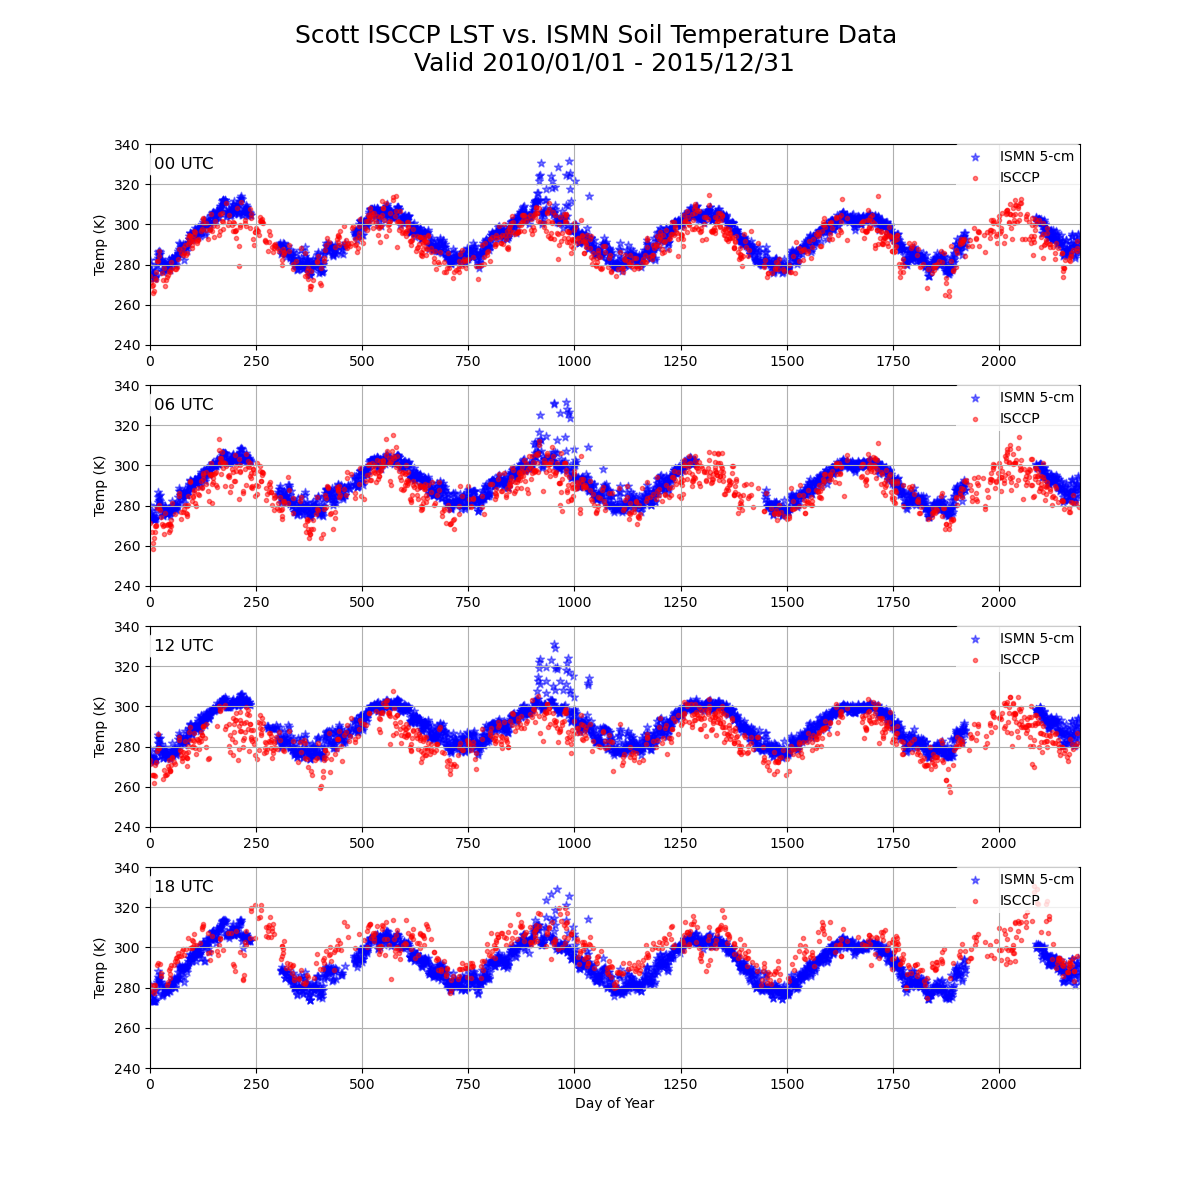 Scott ISCCP LST vs. ISMN Soil Temperature Data
Valid 2010/01/01 - 2015/12/31
340
320
300
280
260
240
Temp (K)
00 UTC
ISMN 5-cm
ISCCP
0 250 500 750 1000 1250 1500 1750 2000
340
320
300
280
260
240
Temp (K)
06 UTC
ISMN 5-cm
ISCCP
0 250 500 750 1000 1250 1500 1750 2000
340
320
300
280
260
240
Temp (K)
12 UTC
ISMN 5-cm
ISCCP
0 250 500 750 1000 1250 1500 1750 2000
340
320
300
280
260
240
Temp (K)
18 UTC
ISMN 5-cm
ISCCP
0 250 500 750 1000 1250 1500 1750 2000
Day of Year